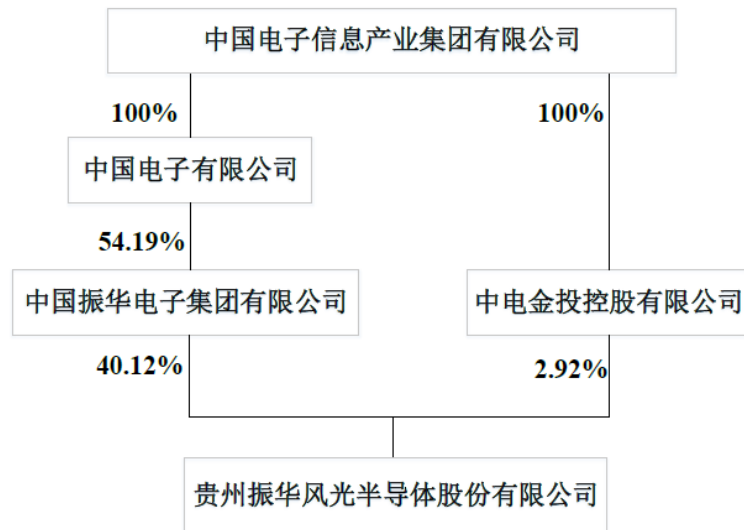 中国电子信息产业集团有限公司
100%
100%
中国电子有限公司
54.19%
中国振华电子集团有限公司
中电金投控股有限公司
40.12%
2.92%
贵州振华风光半导体股份有限公司